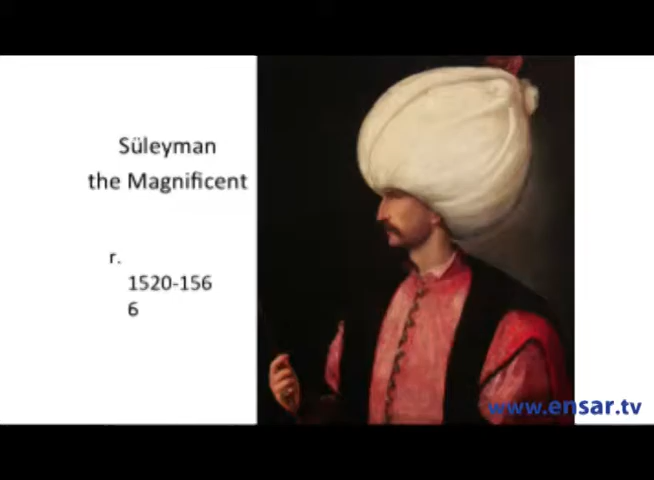 Süleyman
the Magnificent
r.
1520-156
6
www.ensar.tv